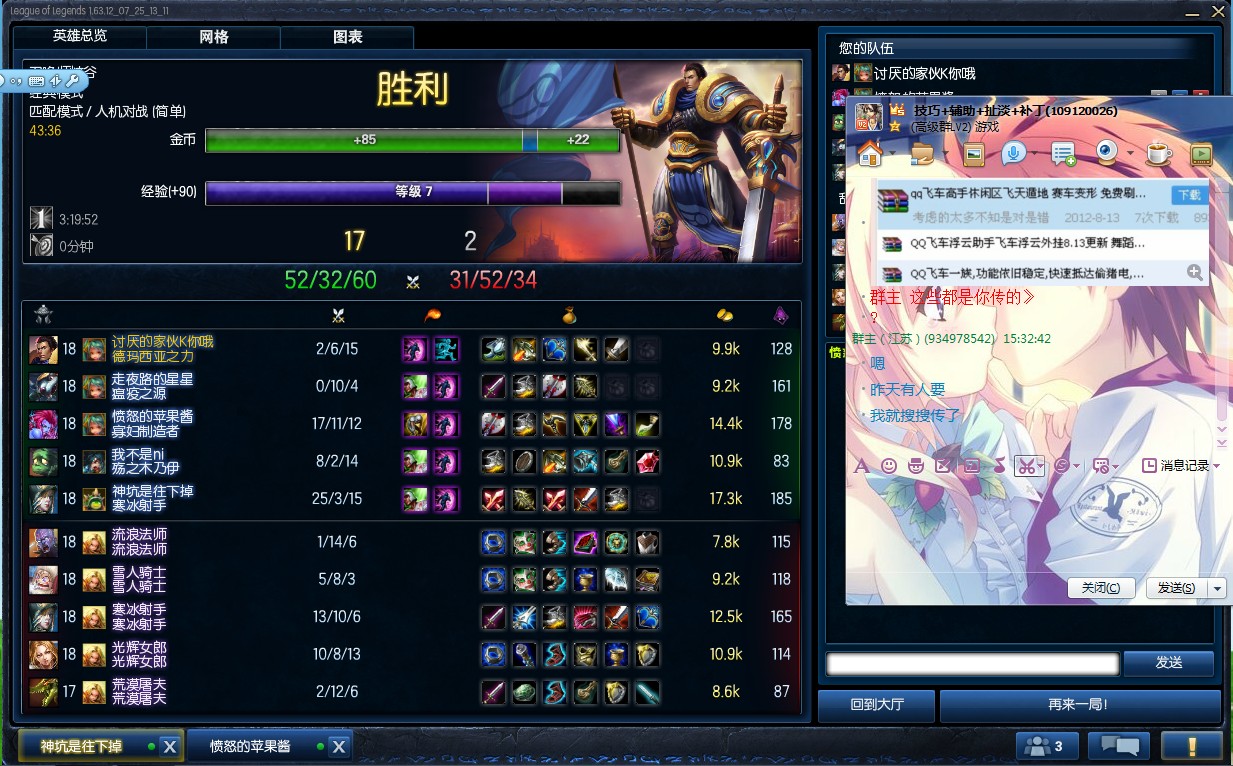 League of Legends 1.63.12_07_25_13_11
英雄总览
网格
图表
匹配模式 / 人机对战 (简单)
43:36
胜利
金币
+85
+22
经验(+90)
等级 7
3:19:52
0分钟
17
2
52/32/60
31/52/34
18 讨厌的家伙K你哦 2/6/15 9.9k 128
德玛西亚之力
18 走夜路的星星 0/10/4 9.2k 161
盲凌之源
18 愤怒的苹果酱 17/11/12 14.4k 178
寡妇制造者
18 我不是ni 8/2/14 10.9k 83
殇之木乃伊
18 神坑是往下掉 25/3/15 17.3k 185
寒冰射手
18 流浪法师 1/14/6 7.8k 115
流浪法师
18 雪人骑士 5/8/3 9.2k 118
雪人骑士
18 寒冰射手 13/10/6 12.5k 165
寒冰射手
18 光辉女郎 10/8/13 10.9k 114
光辉女郎
17 荒漠屠夫 2/12/6 8.6k 87
荒漠屠夫
神坑是往下掉
愤怒的苹果酱
您的队伍
讨厌的家伙K你哦
技巧+辅助+扯淡+补丁(109120026)
(高级群LV2) 游戏
qq飞车高手休闲区飞天遁地 赛车变形 免费刷...
下载
考虑的太多不知是对是错 2012-8-13 7次下载
QQ飞车浮云助手飞车浮云外挂8.13更新 舞蹈...
QQ飞车一族,功能依旧稳定,快速抵达偷猪电,...
群主 这些都是你传的》
?
群主(江苏)(934978542) 15:32:42
嗯
昨天有人要
我就搜搜传了
消息记录
关闭(C)
发送(S)
发送
回到大厅
再来一局!
3